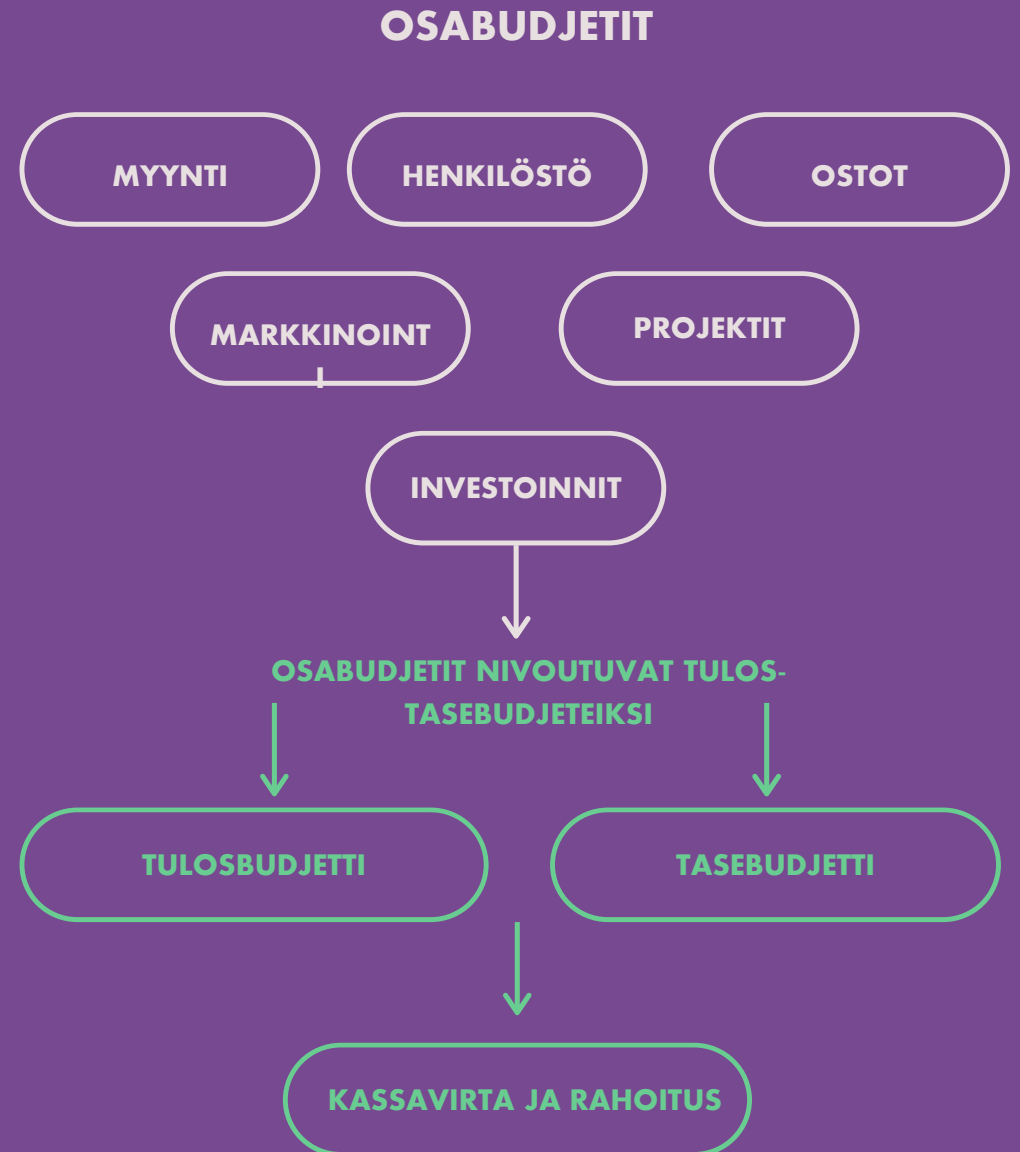 OSABUDJETIT
MYYNTI
HENKILÖSTÖ
OSTOT
MARKKINOINT
I
PROJEKTIT
INVESTOINNIT
OSABUDJETIT NIVOUTUVAT TULOS-
TASEBUDJETEIKSI
TULOSBUDJETTI
TASEBUDJETTI
KASSAVIRTA JA RAHOITUS